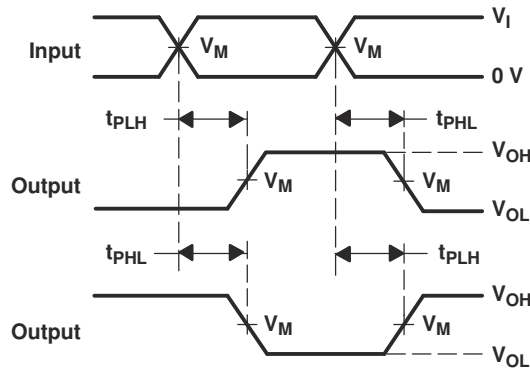 V_I
Input V_M V_M
0 V
t_PLH t_PHL
V_OH
Output V_M V_M
V_OL
t_PHL t_PLH
V_OH
Output V_M V_M
V_OL